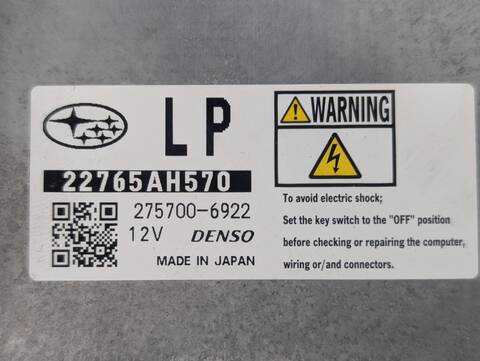 LP
22765AH570
275700-6922
12V DENSO
MADE IN JAPAN
WARNING
To avoid electric shock;
Set the key switch to the "OFF" position
before checking or repairing the computer,
wiring or/and connectors.